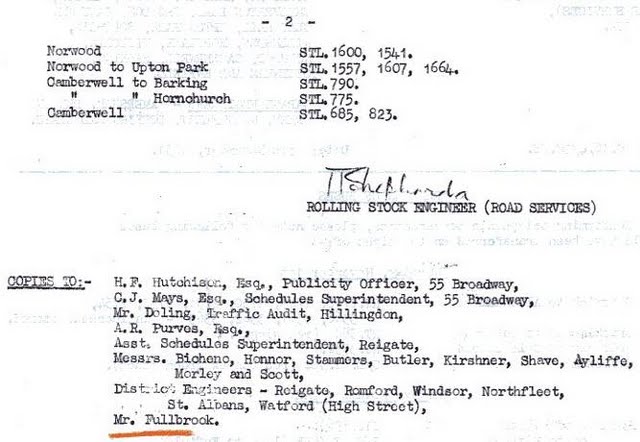 - 2 -
Norwood STL.1600, 1541.
Norwood to Upton Park STL.1557, 1607, 1664.
Camberwell to Barking STL.790.
" " Hornchurch STL.775.
Camberwell STL.685, 823.
ROLLING STOCK ENGINEER (ROAD SERVICES)
COPIES TO:- H.F. Hutchison, Esq., Publicity Officer, 55 Broadway,
C.J. Mays, Esq., Schedules Superintendent, 55 Broadway,
Mr. Doling, Traffic Audit, Hillingdon,
A.R. Purves, Esq.,
Asst. Schedules Superintendent, Reigate,
Messrs. Bicheno, Honnor, Stammers, Butler, Kirshner, Shave, Ayliffe,
Morley and Scott,
District Engineers - Reigate, Romford, Windsor, Northfleet,
St. Albans, Watford (High Street),
Mr. Fullbrook.